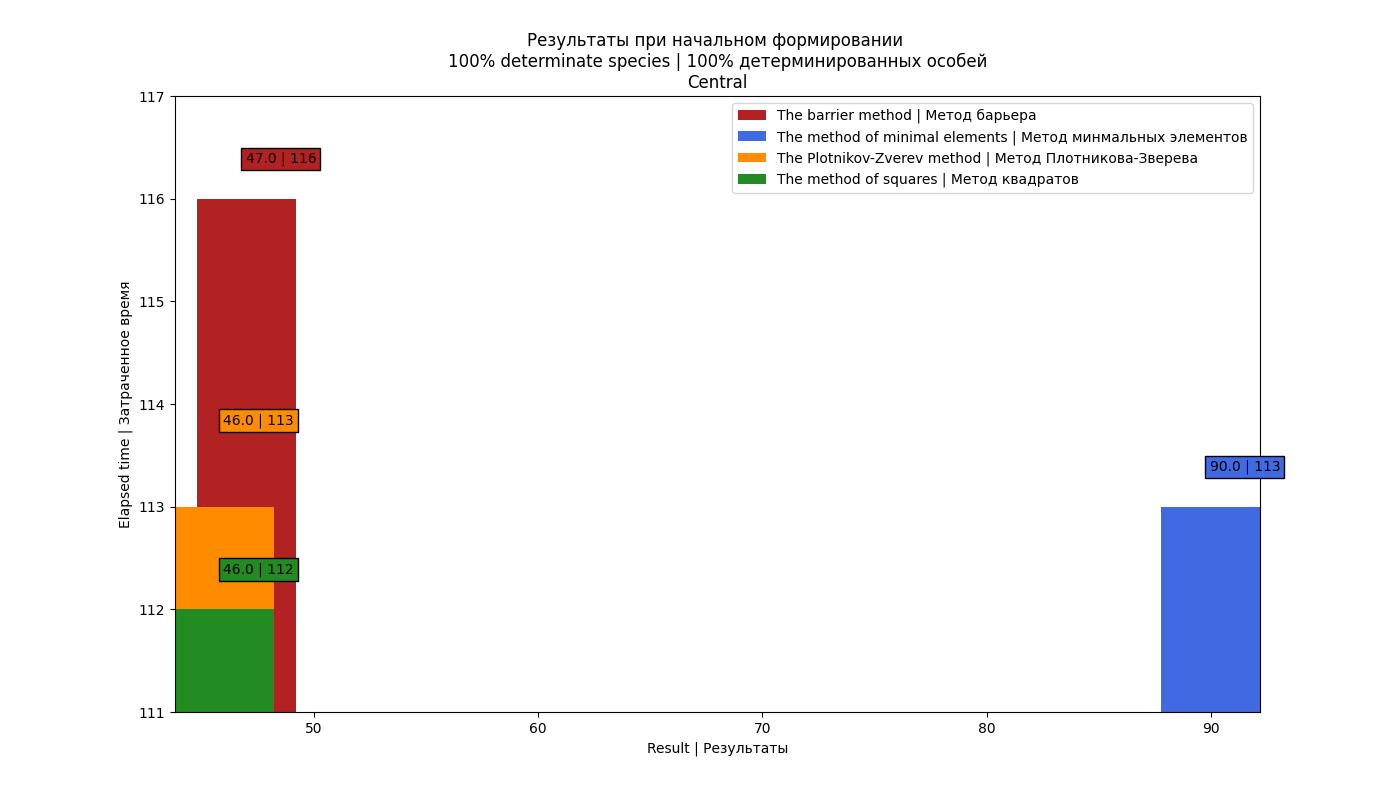 Результаты при начальном формировании
100% determinate species | 100% детерминированных особей
Central
117
116
115
114
113
112
111
Elapsed time | Затраченное время
The barrier method | Метод барьера
The method of minimal elements | Метод минмальных элементов
The Plotnikov-Zverev method | Метод Плотникова-Зверева
The method of squares | Метод квадратов
47.0 | 116
46.0 | 113
90.0 | 113
46.0 | 112
50
60
70
80
90
Result | Результаты